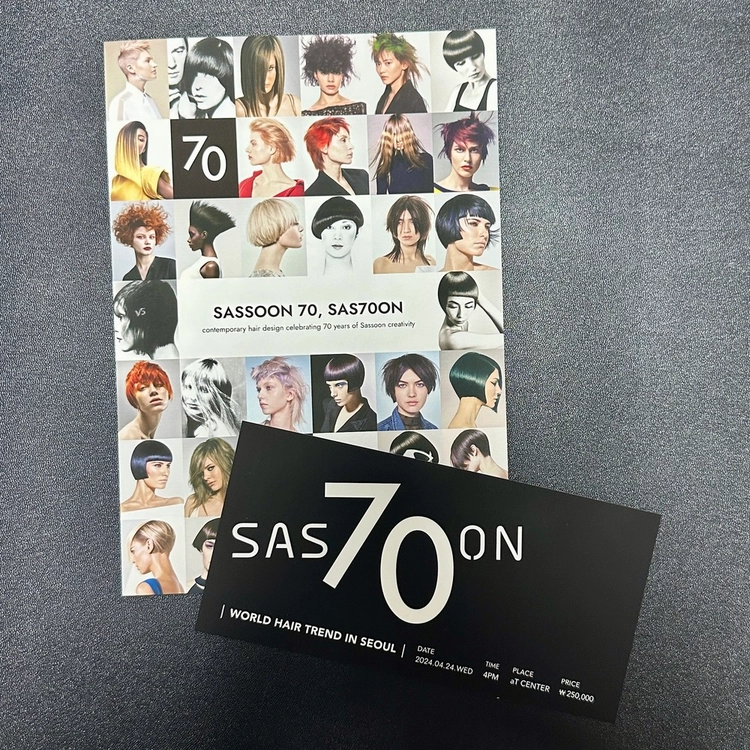 70
SASSOON 70, SAS70ON
contemporary hair design celebrating 70 years of Sassoon creativity
SAS70ON
| WORLD HAIR TREND IN SEOUL |
DATE
2024.04.24.WED
TIME
4PM
PLACE
aT CENTER
PRICE
₩250,000